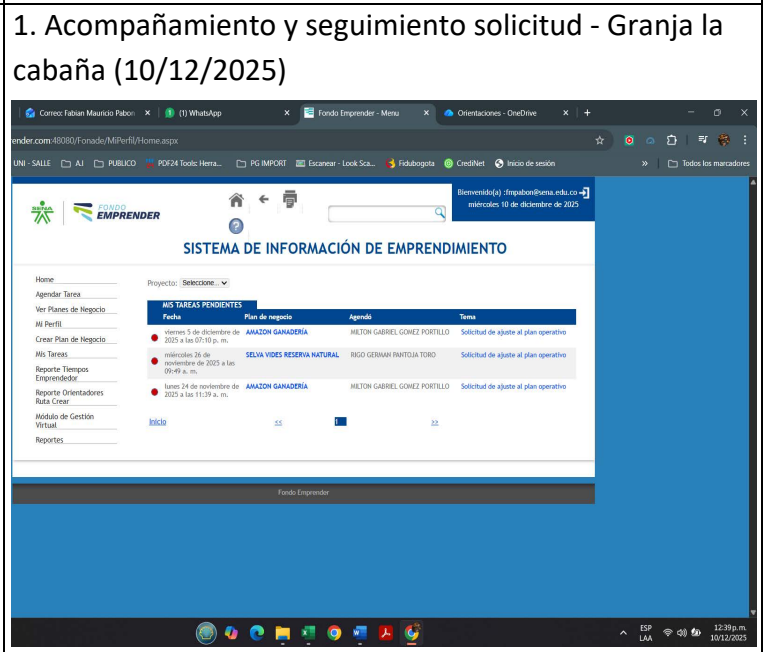 1. Acompañamiento y seguimiento solicitud - Granja la
cabaña (10/12/2025)
Correo: Fabian Mauricio Pabon
(1) WhatsApp
Fondo Emprender - Menu
Orientaciones - OneDrive
ender.com:48080/Fonade/MiPerfil/Home.aspx
UNI - SALLE
AJ
PUBLICO
PDF24 Tools: Herra...
PG IMPORT
Escanear - Look Sca...
Fidubogota
CrediNet
Inicio de sesión
»
Todos los marcadores
SENA
FONDO
EMPRENDER
Bienvenido(a) :fmpabon@sena.edu.co
miércoles 10 de diciembre de 2025
SISTEMA DE INFORMACIÓN DE EMPRENDIMIENTO
Home
Agendar Tarea
Ver Planes de Negocio
Mi Perfil
Crear Plan de Negocio
Mis Tareas
Reporte Tiempos
Emprendedor
Reporte Orientadores
Ruta Crear
Módulo de Gestión
Virtual
Reportes
Proyecto: Seleccione...
MIS TAREAS PENDIENTES
Fecha Plan de negocio Agendó Tema
viernes 5 de diciembre de AMAZON GANADERÍA MILTON GABRIEL GOMEZ PORTILLO Solicitud de ajuste al plan operativo
2025 a las 07:10 p. m.
miércoles 26 de SELVA VIDES RESERVA NATURAL RIGO GERMAN PANTOJA TORO Solicitud de ajuste al plan operativo
noviembre de 2025 a las
09:49 a. m.
lunes 24 de noviembre de AMAZON GANADERÍA MILTON GABRIEL GOMEZ PORTILLO Solicitud de ajuste al plan operativo
2025 a las 11:39 a. m.
Inicio << 1 >>
Fondo Emprender
ESP
LAA
12:39 p. m.
10/12/2025